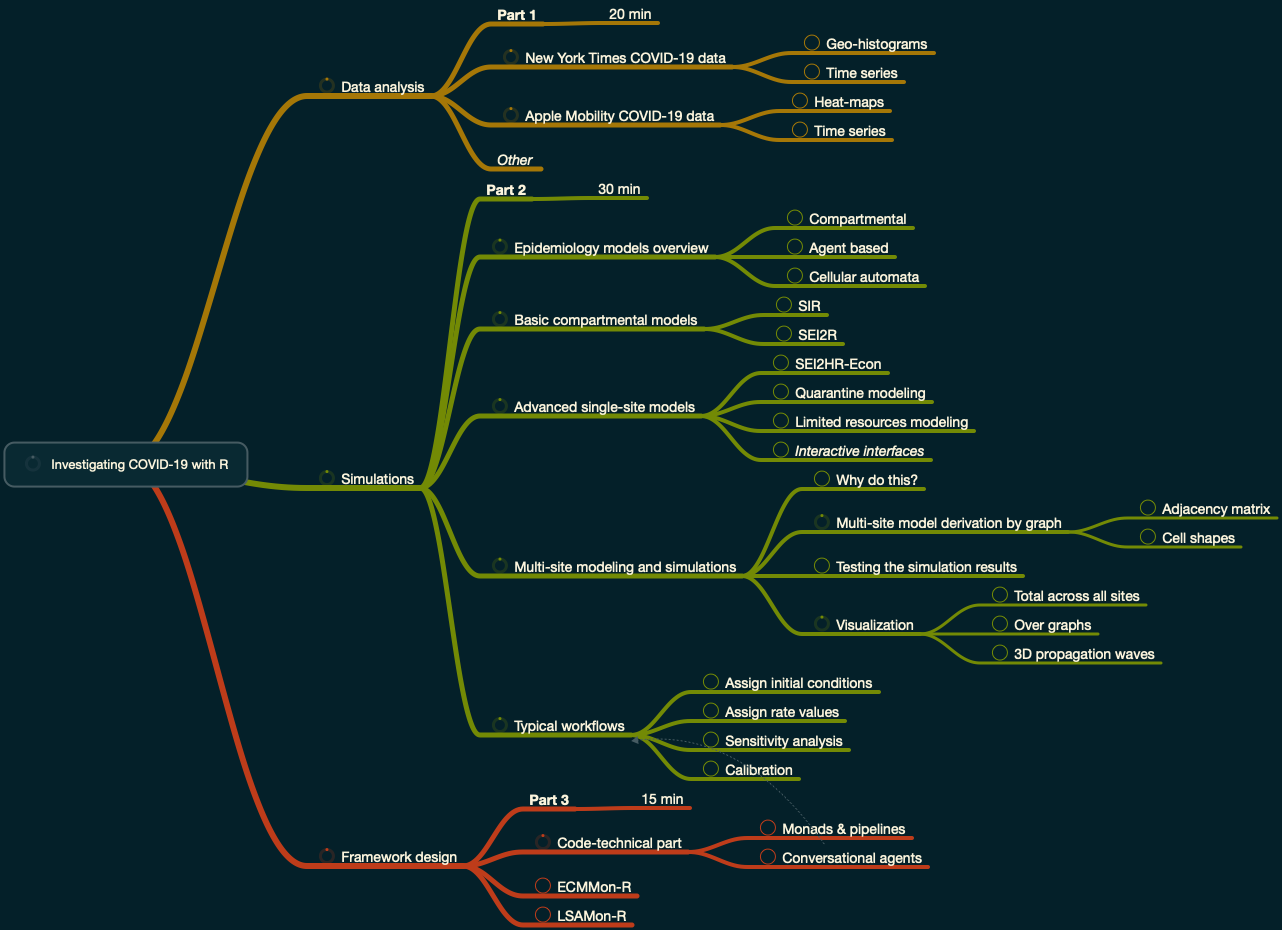 Investigating COVID-19 with R
Data analysis
Part 1
20 min
New York Times COVID-19 data
Geo-histograms
Time series
Apple Mobility COVID-19 data
Heat-maps
Time series
Other
Simulations
Part 2
30 min
Epidemiology models overview
Compartmental
Agent based
Cellular automata
Basic compartmental models
SIR
SEI2R
Advanced single-site models
SEI2HR-Econ
Quarantine modeling
Limited resources modeling
Interactive interfaces
Multi-site modeling and simulations
Why do this?
Multi-site model derivation by graph
Adjacency matrix
Cell shapes
Testing the simulation results
Visualization
Total across all sites
Over graphs
3D propagation waves
Typical workflows
Assign initial conditions
Assign rate values
Sensitivity analysis
Calibration
Framework design
Part 3
15 min
Code-technical part
Monads & pipelines
Conversational agents
ECMMon-R
LSAMon-R